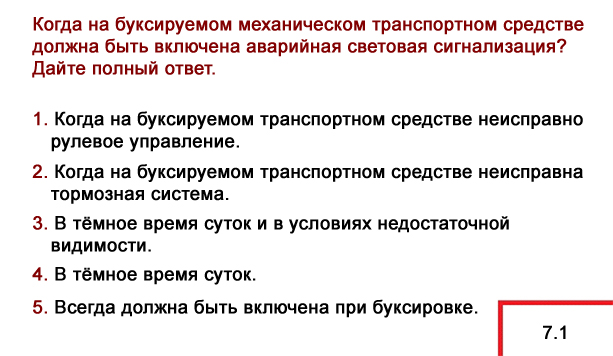 Когда на буксируемом механическом транспортном средстве
должна быть включена аварийная световая сигнализация?
Дайте полный ответ.
1. Когда на буксируемом транспортном средстве неисправно
рулевое управление.
2. Когда на буксируемом транспортном средстве неисправна
тормозная система.
3. В тёмное время суток и в условиях недостаточной
видимости.
4. В тёмное время суток.
5. Всегда должна быть включена при буксировке.
7.1